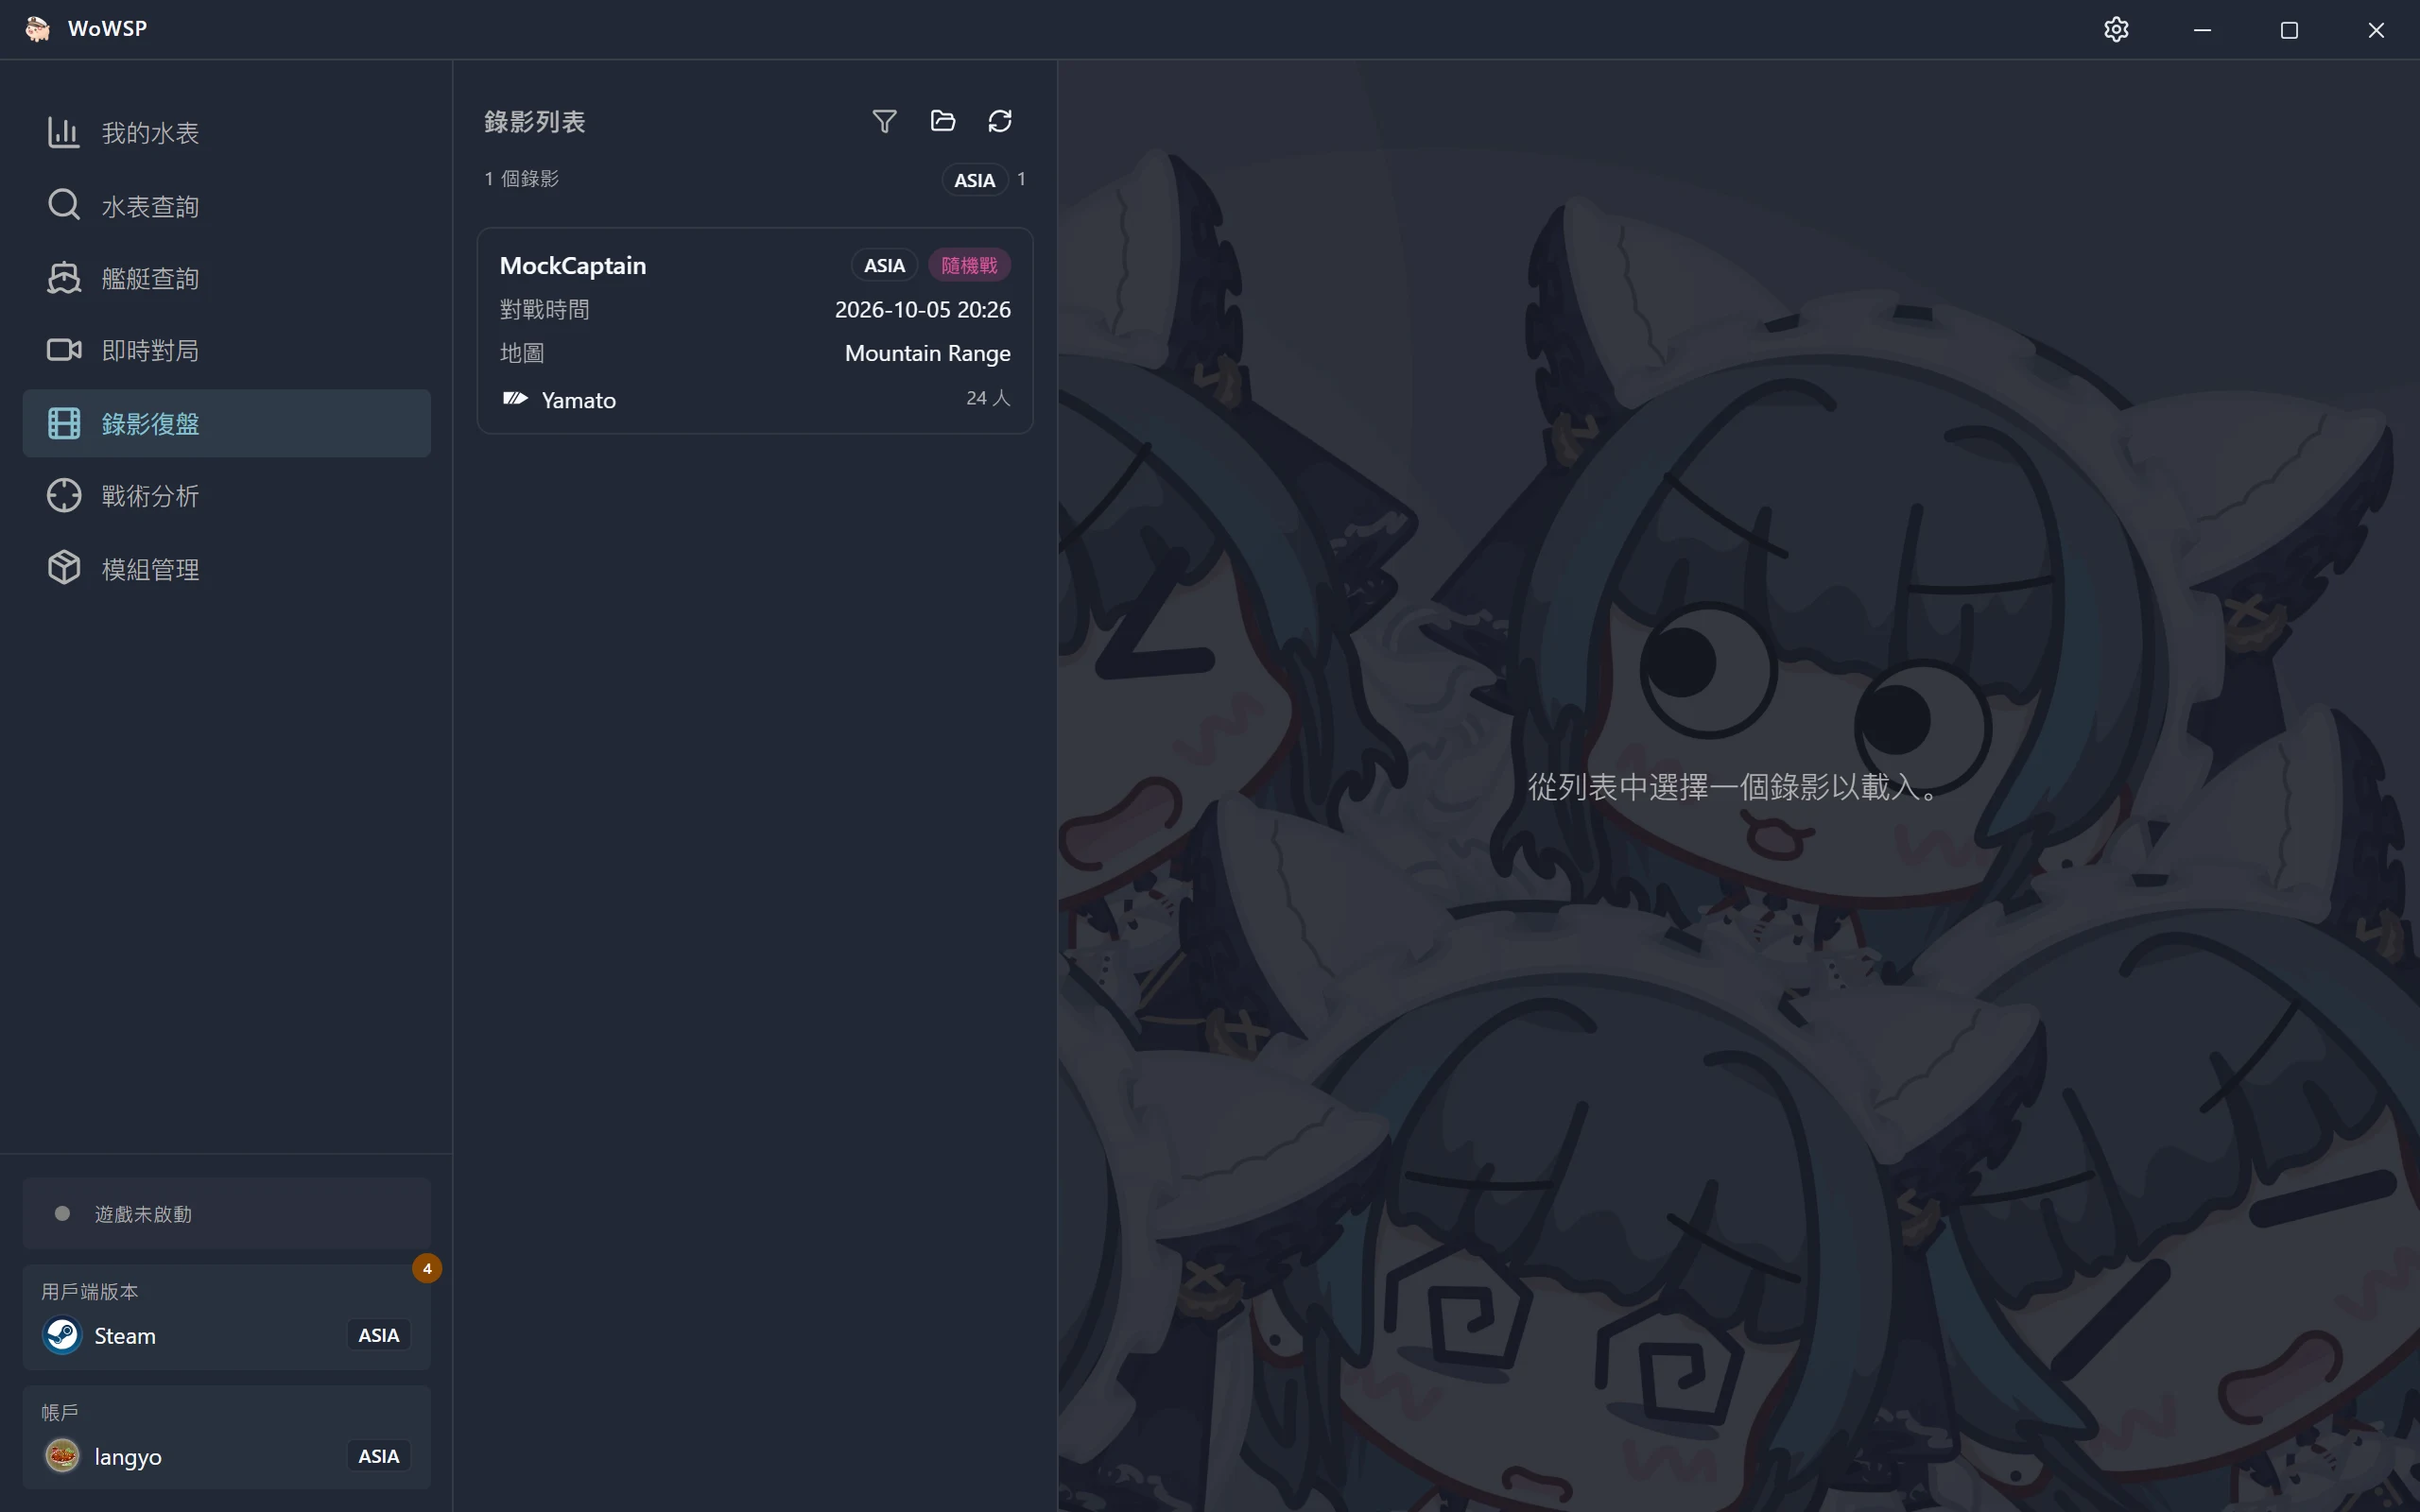 WoWSP
我的水表
水表查詢
艦艇查詢
即時對局
錄影復盤
戰術分析
模組管理
遊戲未啟動
4
用戶端版本
Steam ASIA
帳戶
langyo ASIA
錄影列表
1 個錄影 ASIA 1
MockCaptain ASIA 隨機戰
對戰時間 2026-10-05 20:26
地圖 Mountain Range
Yamato 24 人
從列表中選擇一個錄影以載入。